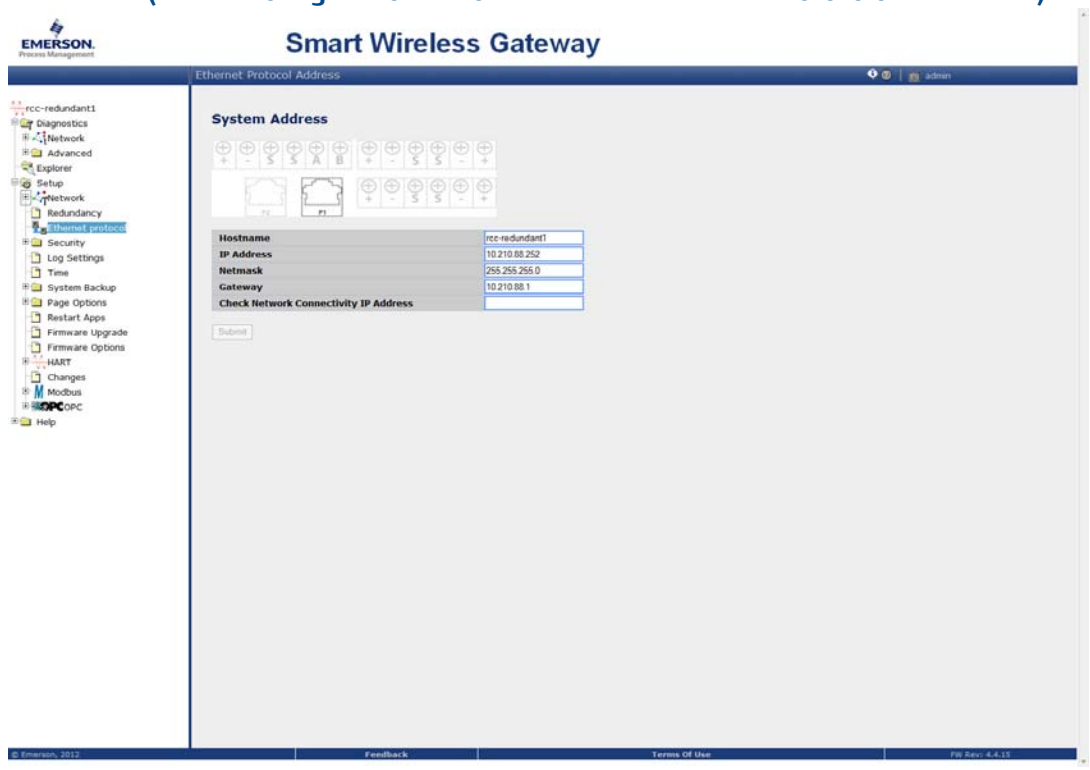 EMERSON.
Process Management
Smart Wireless Gateway
Ethernet Protocol Address
admin
rcc-redundant1
Diagnostics
Network
Advanced
Explorer
Setup
Network
Redundancy
Ethernet protocol
Security
Log Settings
Time
System Backup
Page Options
Restart Apps
Firmware Upgrade
Firmware Options
HART
Changes
M Modbus
OPC OPC
Help
System Address
+ - S S A B + - S S - +
+ - S S - +
P2 P1
Hostname rcc-redundant1
IP Address 10.210.88.252
Netmask 255.255.255.0
Gateway 10.210.88.1
Check Network Connectivity IP Address
Submit
© Emerson, 2012 Feedback Terms Of Use FW Rev: 4.4.15